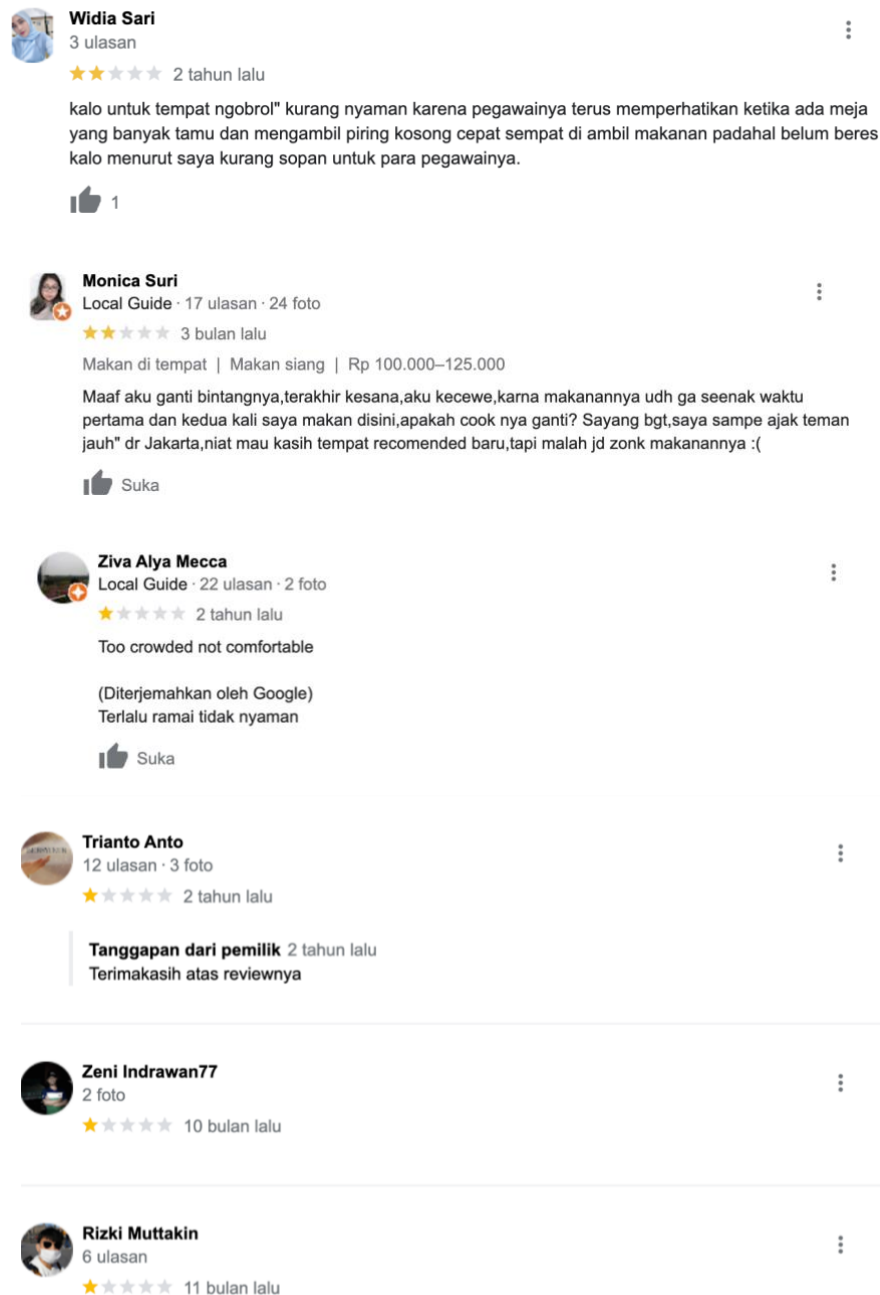 Widia Sari
3 ulasan
2 tahun lalu
kalo untuk tempat ngobrol" kurang nyaman karena pegawainya terus memperhatikan ketika ada meja
yang banyak tamu dan mengambil piring kosong cepat sempat di ambil makanan padahal belum beres
kalo menurut saya kurang sopan untuk para pegawainya.
1
Monica Suri
Local Guide · 17 ulasan · 24 foto
3 bulan lalu
Makan di tempat | Makan siang | Rp 100.000–125.000
Maaf aku ganti bintangnya,terakhir kesana,aku kecewe,karna makanannya udh ga seenak waktu
pertama dan kedua kali saya makan disini,apakah cook nya ganti? Sayang bgt,saya sampe ajak teman
jauh" dr Jakarta,niat mau kasih tempat recomended baru,tapi malah jd zonk makanannya :(
Suka
Ziva Alya Mecca
Local Guide · 22 ulasan · 2 foto
2 tahun lalu
Too crowded not comfortable
(Diterjemahkan oleh Google)
Terlalu ramai tidak nyaman
Suka
Trianto Anto
12 ulasan · 3 foto
2 tahun lalu
Tanggapan dari pemilik 2 tahun lalu
Terimakasih atas reviewnya
Zeni Indrawan77
2 foto
10 bulan lalu
Rizki Muttakin
6 ulasan
11 bulan lalu